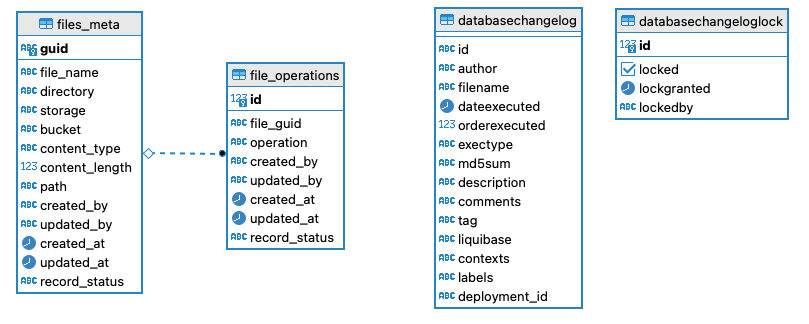 files_meta
ABC guid
ABC file_name
ABC directory
ABC storage
ABC bucket
ABC content_type
123 content_length
ABC path
ABC created_by
ABC updated_by
created_at
updated_at
ABC record_status
file_operations
123 id
ABC file_guid
ABC operation
ABC created_by
ABC updated_by
created_at
updated_at
ABC record_status
databasechangelog
ABC id
ABC author
ABC filename
dateexecuted
123 orderexecuted
ABC exectype
ABC md5sum
ABC description
ABC comments
ABC tag
ABC liquibase
ABC contexts
ABC labels
ABC deployment_id
databasechangeloglock
123 id
locked
lockgranted
ABC lockedby